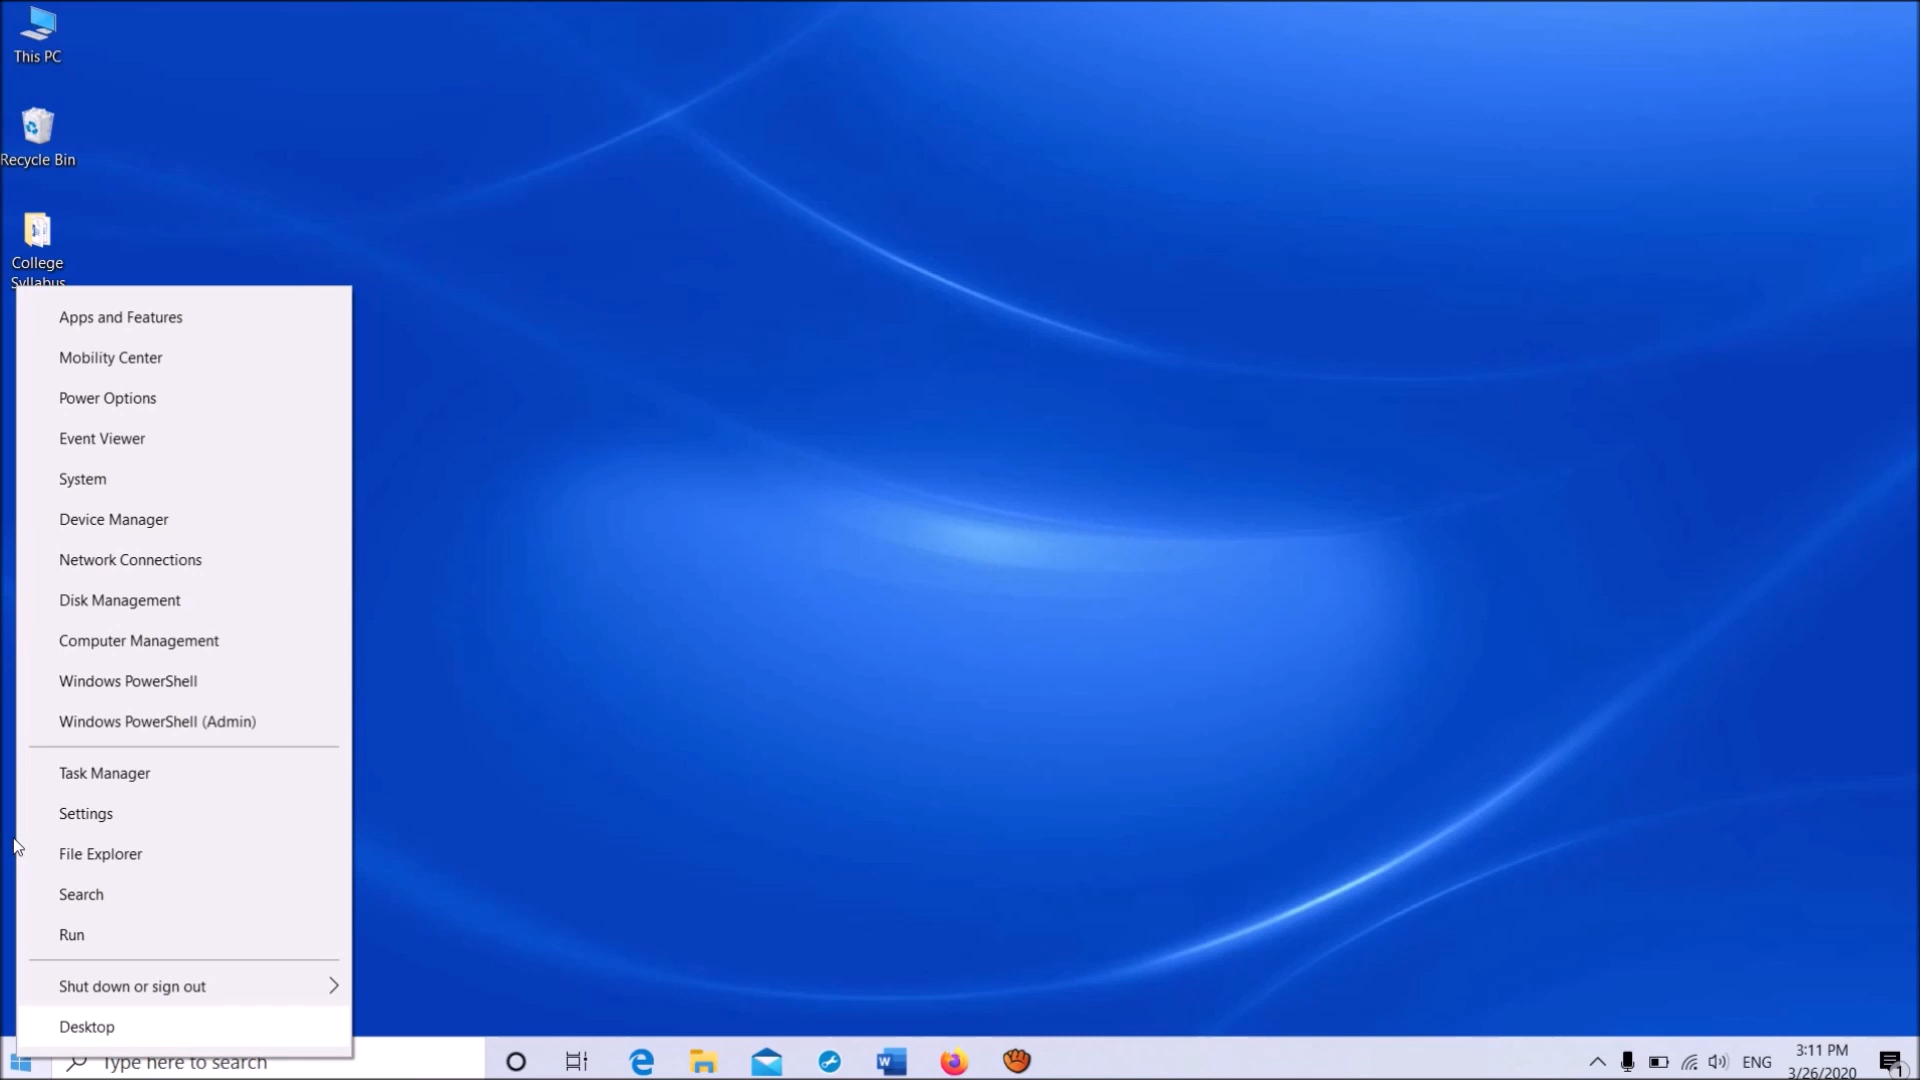 This PC
Recycle Bin
College
Syllabus
Apps and Features
Mobility Center
Power Options
Event Viewer
System
Device Manager
Network Connections
Disk Management
Computer Management
Windows PowerShell
Windows PowerShell (Admin)
Task Manager
Settings
File Explorer
Search
Run
Shut down or sign out
Desktop
Type here to search
W
ENG
3:11 PM
3/26/2020
1